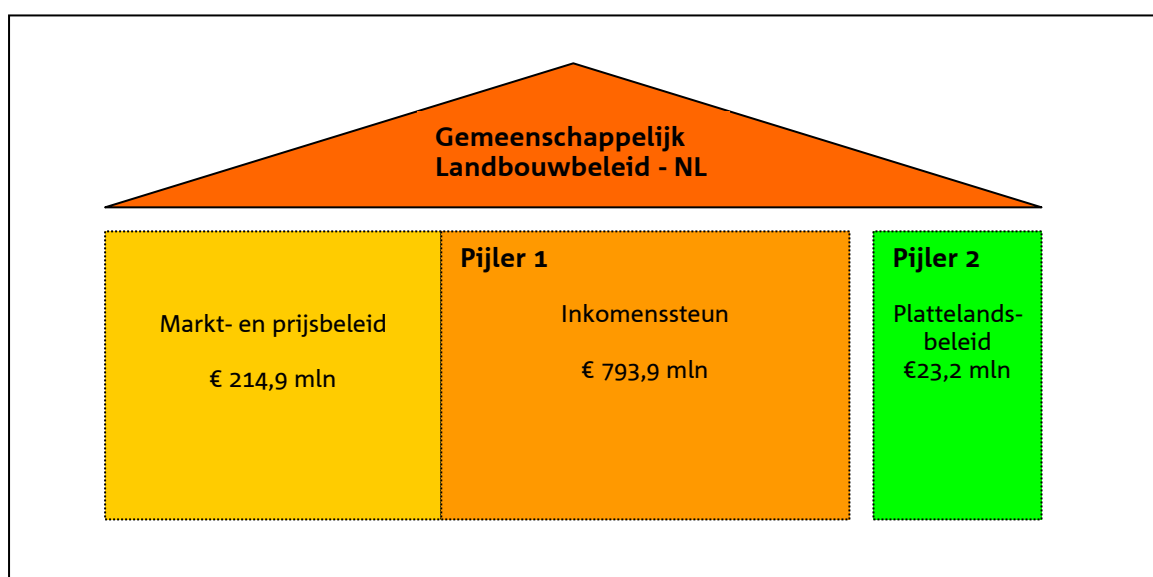 Gemeenschappelijk
Landbouwbeleid - NL
Markt- en prijsbeleid
€ 214,9 mln
Pijler 1
Inkomenssteun
€ 793,9 mln
Pijler 2
Plattelands-
beleid
€23,2 mln